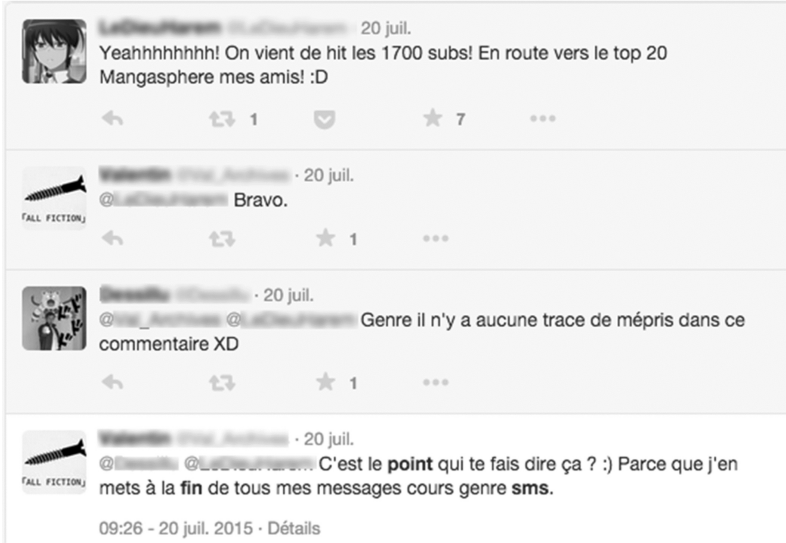 · 20 juil.
Yeahhhhhhhh! On vient de hit les 1700 subs! En route vers le top 20
Mangasphere mes amis! :D
1 7
「ALL FICTION」
· 20 juil.
@ Bravo.
1
· 20 juil.
@ @ Genre il n'y a aucune trace de mépris dans ce
commentaire XD
1
「ALL FICTION」
· 20 juil.
@ @ C'est le point qui te fais dire ça ? :) Parce que j'en
mets à la fin de tous mes messages cours genre sms.
09:26 - 20 juil. 2015 · Détails